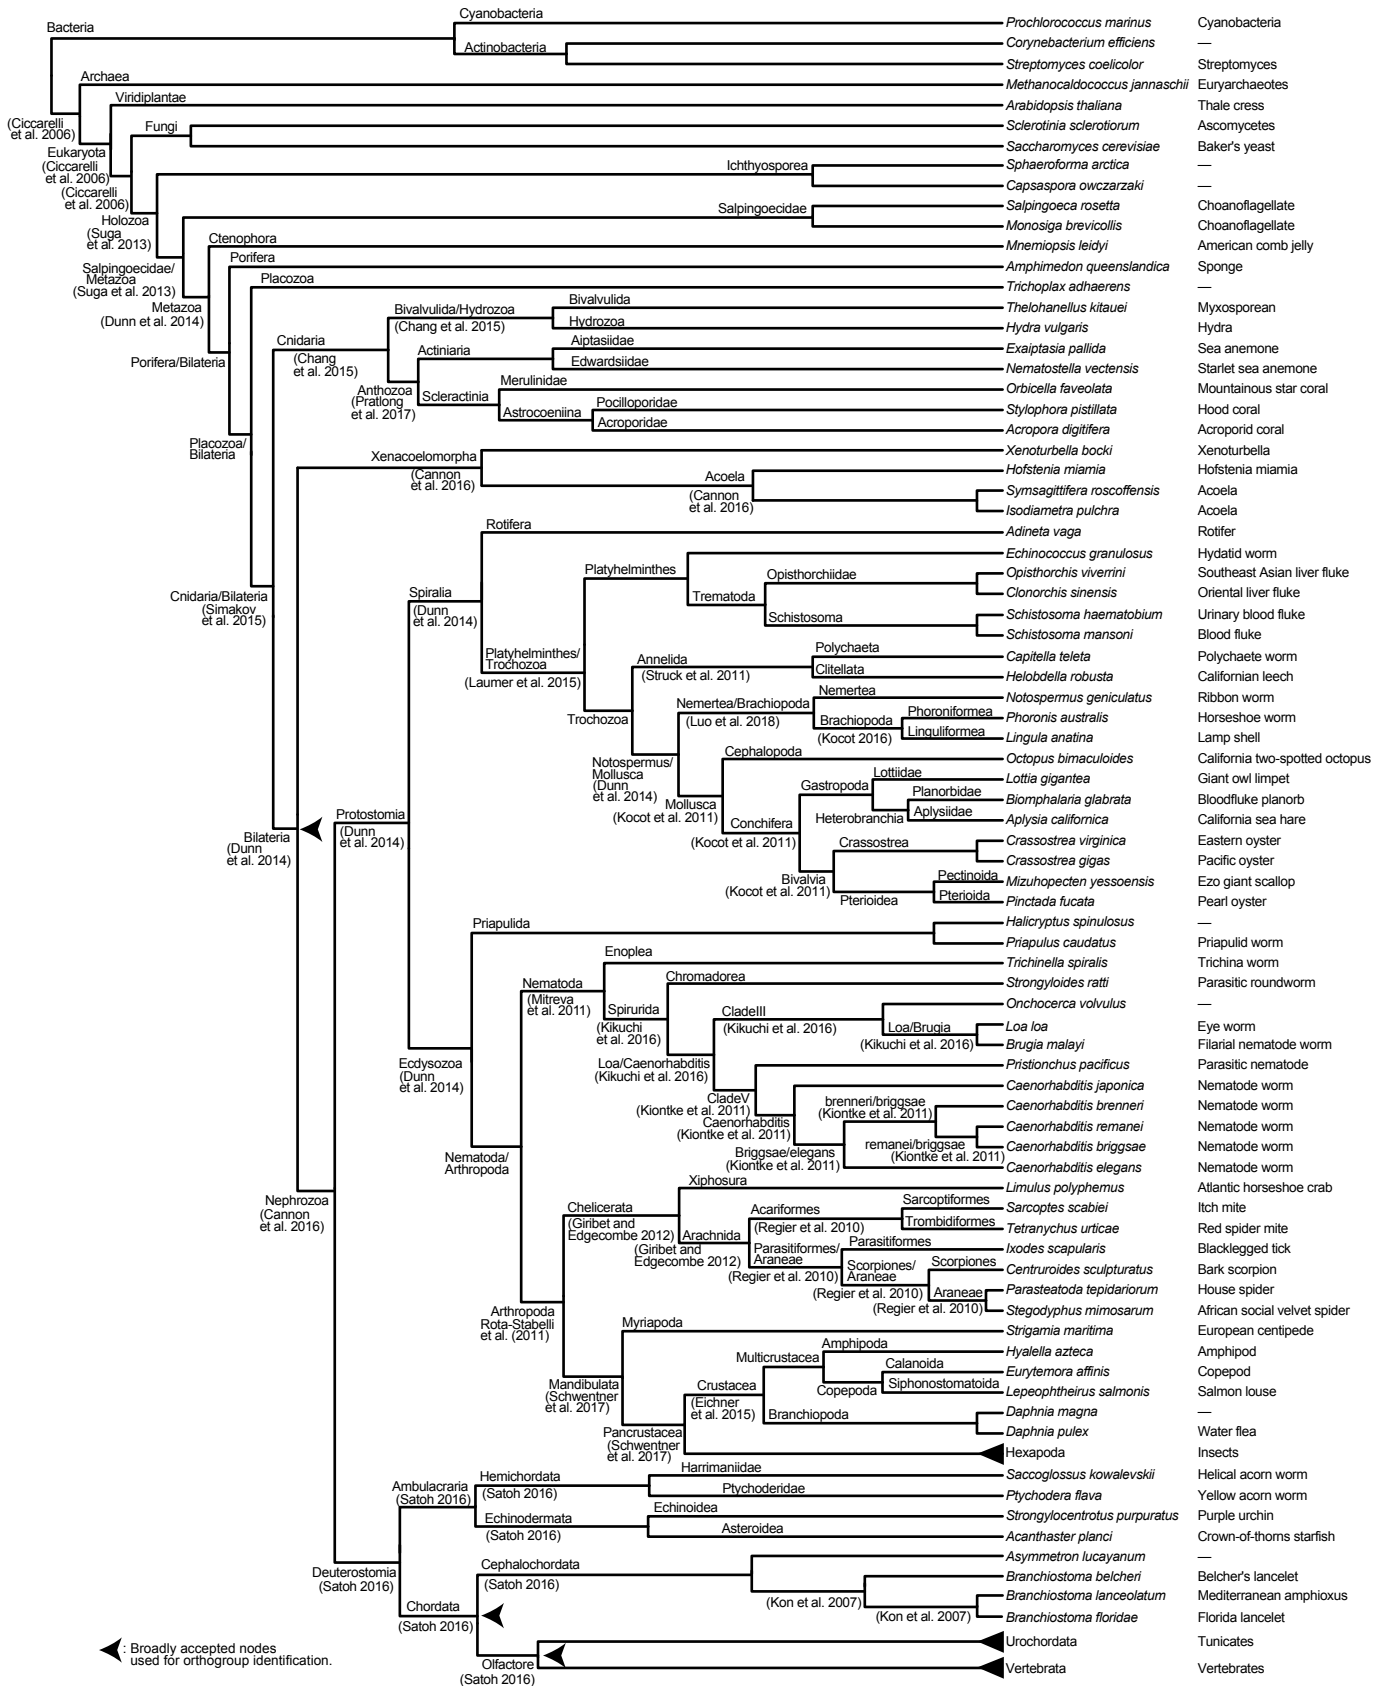 Cyanobacteria
Prochlorococcus marinus Cyanobacteria
Bacteria
Corynebacterium efficiens —
Actinobacteria
Streptomyces coelicolor Streptomyces
Archaea
Methanocaldococcus jannaschii Euryarchaeotes
Viridiplantae
Arabidopsis thaliana Thale cress
(Ciccarelli
et al. 2006)
Fungi
Sclerotinia sclerotiorum Ascomycetes
Saccharomyces cerevisiae Baker's yeast
Eukaryota
(Ciccarelli
et al. 2006)
Ichthyosporea
Sphaeroforma arctica —
Capsaspora owczarzaki —
(Ciccarelli
et al. 2006)
Salpingoecidae
Salpingoeca rosetta Choanoflagellate
Monosiga brevicollis Choanoflagellate
Holozoa
(Suga
et al. 2013)
Ctenophora
Mnemiopsis leidyi American comb jelly
Porifera
Amphimedon queenslandica Sponge
Salpingoecidae/
Metazoa
(Suga et al. 2013)
Placozoa
Trichoplax adhaerens —
Metazoa
(Dunn et al. 2014)
Bivalvulida/Hydrozoa
(Chang et al. 2015)
Bivalvulida
Thelohanellus kitauei Myxosporean
Hydrozoa
Hydra vulgaris Hydra
Cnidaria
(Chang
et al. 2015)
Porifera/Bilateria
Actiniaria
Aiptasiidae
Exaiptasia pallida Sea anemone
Edwardsiidae
Nematostella vectensis Starlet sea anemone
Anthozoa
(Pratlong
et al. 2017)
Scleractinia
Merulinidae
Orbicella faveolata Mountainous star coral
Astrocoeniina
Pocilloporidae
Stylophora pistillata Hood coral
Acroporidae
Acropora digitifera Acroporid coral
Placozoa/
Bilateria
Xenacoelomorpha
(Cannon
et al. 2016)
Xenoturbella bocki Xenoturbella
Acoela
(Cannon
et al. 2016)
Hofstenia miamia Hofstenia miamia
Symsagittifera roscoffensis Acoela
Isodiametra pulchra Acoela
Rotifera
Adineta vaga Rotifer
Cnidaria/Bilateria
(Simakov
et al. 2015)
Spiralia
(Dunn
et al. 2014)
Platyhelminthes
Echinococcus granulosus Hydatid worm
Trematoda
Opisthorchiidae
Opisthorchis viverrini Southeast Asian liver fluke
Clonorchis sinensis Oriental liver fluke
Schistosoma
Schistosoma haematobium Urinary blood fluke
Schistosoma mansoni Blood fluke
Platyhelminthes/
Trochozoa
(Laumer et al. 2015)
Annelida
(Struck et al. 2011)
Polychaeta
Capitella teleta Polychaete worm
Clitellata
Helobdella robusta Californian leech
Trochozoa
Nemertea/Brachiopoda
(Luo et al. 2018)
Nemertea
Notospermus geniculatus Ribbon worm
Brachiopoda
(Kocot 2016)
Phoroniformea
Phoronis australis Horseshoe worm
Linguliformea
Lingula anatina Lamp shell
Notospermus/
Mollusca
(Dunn
et al. 2014)
Cephalopoda
Octopus bimaculoides California two-spotted octopus
Mollusca
(Kocot et al. 2011)
Gastropoda
Lottiidae
Lottia gigantea Giant owl limpet
Heterobranchia
Planorbidae
Biomphalaria glabrata Bloodfluke planorb
Aplysiidae
Aplysia californica California sea hare
Conchifera
(Kocot et al. 2011)
Crassostrea
Crassostrea virginica Eastern oyster
Crassostrea gigas Pacific oyster
Bivalvia
(Kocot et al. 2011)
Pterioidea
Pectinoida
Mizuhopecten yessoensis Ezo giant scallop
Pterioida
Pinctada fucata Pearl oyster
Bilateria
(Dunn
et al. 2014)
Protostomia
(Dunn
et al. 2014)
Priapulida
Halicryptus spinulosus —
Priapulus caudatus Priapulid worm
Nematoda
(Mitreva
et al. 2011)
Enoplea
Trichinella spiralis Trichina worm
Spirurida
(Kikuchi
et al. 2016)
Chromadorea
Strongyloides ratti Parasitic roundworm
CladeIII
(Kikuchi et al. 2016)
Onchocerca volvulus —
Loa/Brugia
(Kikuchi et al. 2016)
Loa loa Eye worm
Brugia malayi Filarial nematode worm
Loa/Caenorhabditis
(Kikuchi et al. 2016)
Ecdysozoa
(Dunn
et al. 2014)
Pristionchus pacificus Parasitic nematode
CladeV
(Kiontke et al. 2011)
Caenorhabditis japonica Nematode worm
Caenorhabditis
(Kiontke et al. 2011)
brenneri/briggsae
(Kiontke et al. 2011)
Caenorhabditis brenneri Nematode worm
Caenorhabditis remanei Nematode worm
remanei/briggsae
(Kiontke et al. 2011)
Caenorhabditis briggsae Nematode worm
Briggsae/elegans
(Kiontke et al. 2011)
Caenorhabditis elegans Nematode worm
Nematoda/
Arthropoda
Nephrozoa
(Cannon
et al. 2016)
Chelicerata
(Giribet and
Edgecombe 2012)
Xiphosura
Limulus polyphemus Atlantic horseshoe crab
Arachnida
(Giribet and
Edgecombe 2012)
Acariformes
(Regier et al. 2010)
Sarcoptiformes
Sarcoptes scabiei Itch mite
Trombidiformes
Tetranychus urticae Red spider mite
Parasitiformes/
Araneae
(Regier et al. 2010)
Parasitiformes
Ixodes scapularis Blacklegged tick
Scorpiones/
Araneae
(Regier et al. 2010)
Scorpiones
Centruroides sculpturatus Bark scorpion
Araneae
(Regier et al. 2010)
Parasteatoda tepidariorum House spider
Stegodyphus mimosarum African social velvet spider
Arthropoda
Rota-Stabelli
et al. (2011)
Myriapoda
Strigamia maritima European centipede
Mandibulata
(Schwentner
et al. 2017)
Multicrustacea
Amphipoda
Hyalella azteca Amphipod
Copepoda
Calanoida
Eurytemora affinis Copepod
Siphonostomatoida
Lepeophtheirus salmonis Salmon louse
Crustacea
(Eichner
et al. 2015)
Branchiopoda
Daphnia magna —
Daphnia pulex Water flea
Pancrustacea
(Schwentner
et al. 2017)
Hexapoda Insects
Ambulacraria
(Satoh 2016)
Hemichordata
(Satoh 2016)
Harrimaniidae
Saccoglossus kowalevskii Helical acorn worm
Ptychoderidae
Ptychodera flava Yellow acorn worm
Echinodermata
(Satoh 2016)
Echinoidea
Strongylocentrotus purpuratus Purple urchin
Asteroidea
Acanthaster planci Crown-of-thorns starfish
Deuterostomia
(Satoh 2016)
Cephalochordata
(Satoh 2016)
Asymmetron lucayanum —
(Kon et al. 2007)
Branchiostoma belcheri Belcher's lancelet
(Kon et al. 2007)
Branchiostoma lanceolatum Mediterranean amphioxus
Branchiostoma floridae Florida lancelet
Chordata
(Satoh 2016)
Urochordata Tunicates
Olfactore
(Satoh 2016)
Vertebrata Vertebrates
: Broadly accepted nodes
used for orthogroup identification.